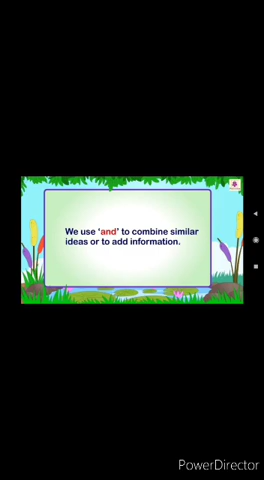 We use ‘and’ to combine similar
ideas or to add information.
PowerDirector